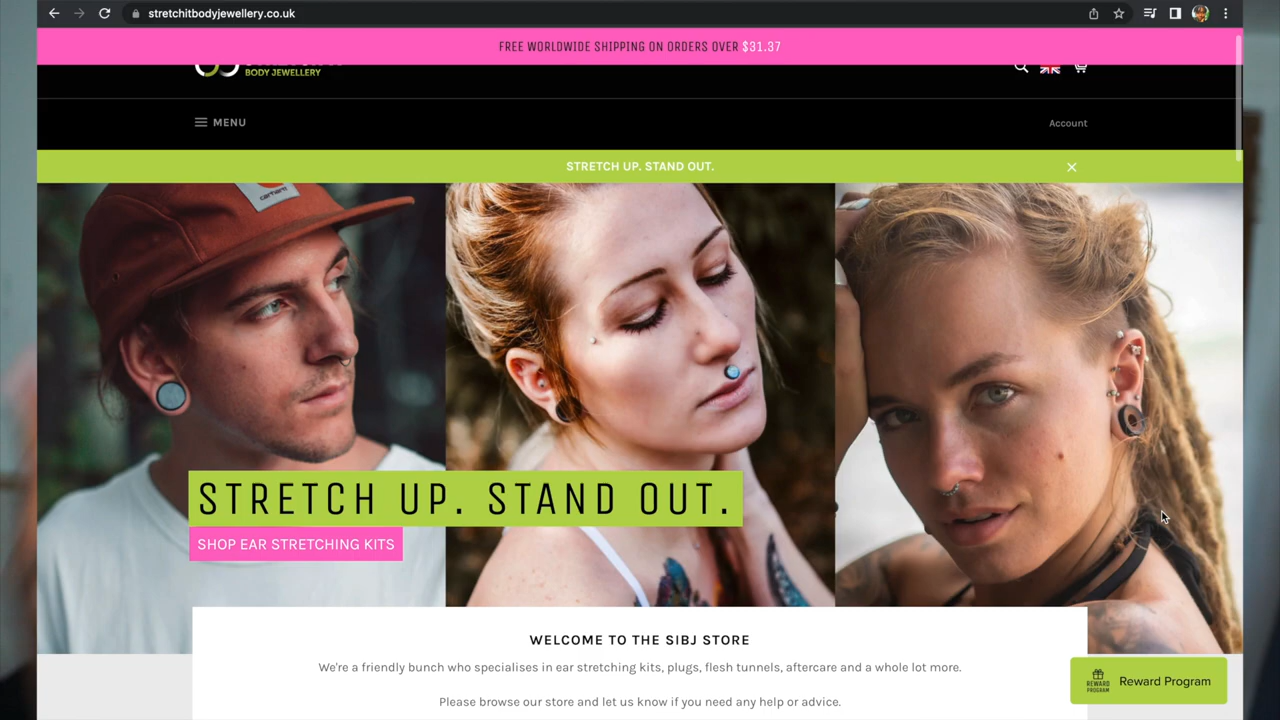 stretchitbodyjewellery.co.uk
FREE WORLDWIDE SHIPPING ON ORDERS OVER $31.37
BODY JEWELLERY
MENU
Account
STRETCH UP. STAND OUT.
carhartt
STRETCH UP. STAND OUT.
SHOP EAR STRETCHING KITS
WELCOME TO THE SIBJ STORE
We're a friendly bunch who specialises in ear stretching kits, plugs, flesh tunnels, aftercare and a whole lot more.
Please browse our store and let us know if you need any help or advice.
REWARD PROGRAM
Reward Program